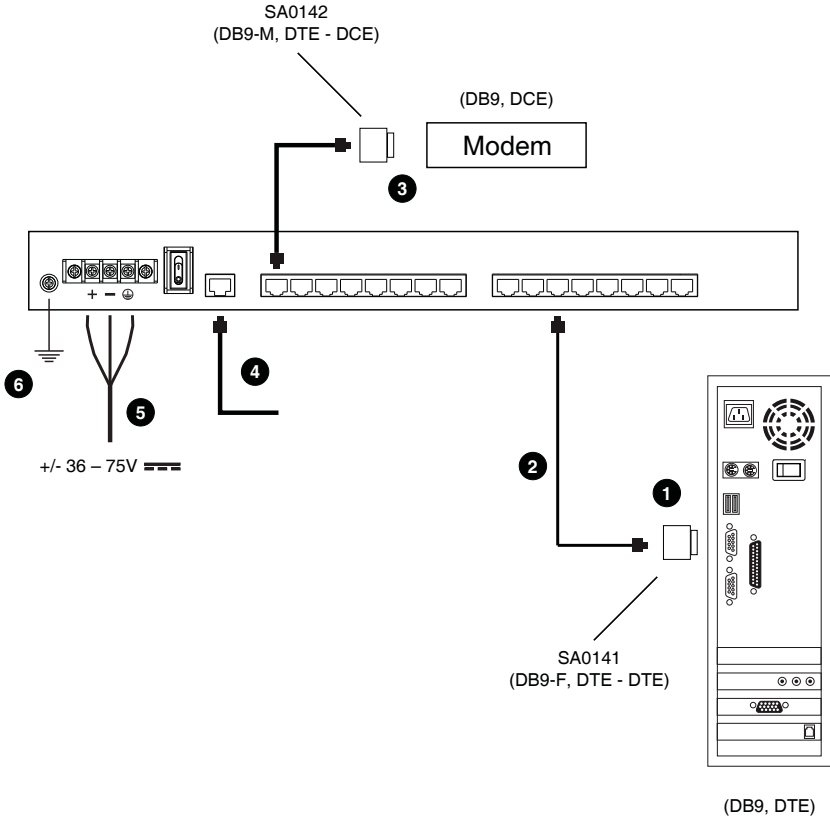 SA0142
(DB9-M, DTE - DCE)
(DB9, DCE)
Modem
3
+ −
6
4
5
+/- 36 – 75V
2
1
SA0141
(DB9-F, DTE - DTE)
(DB9, DTE)